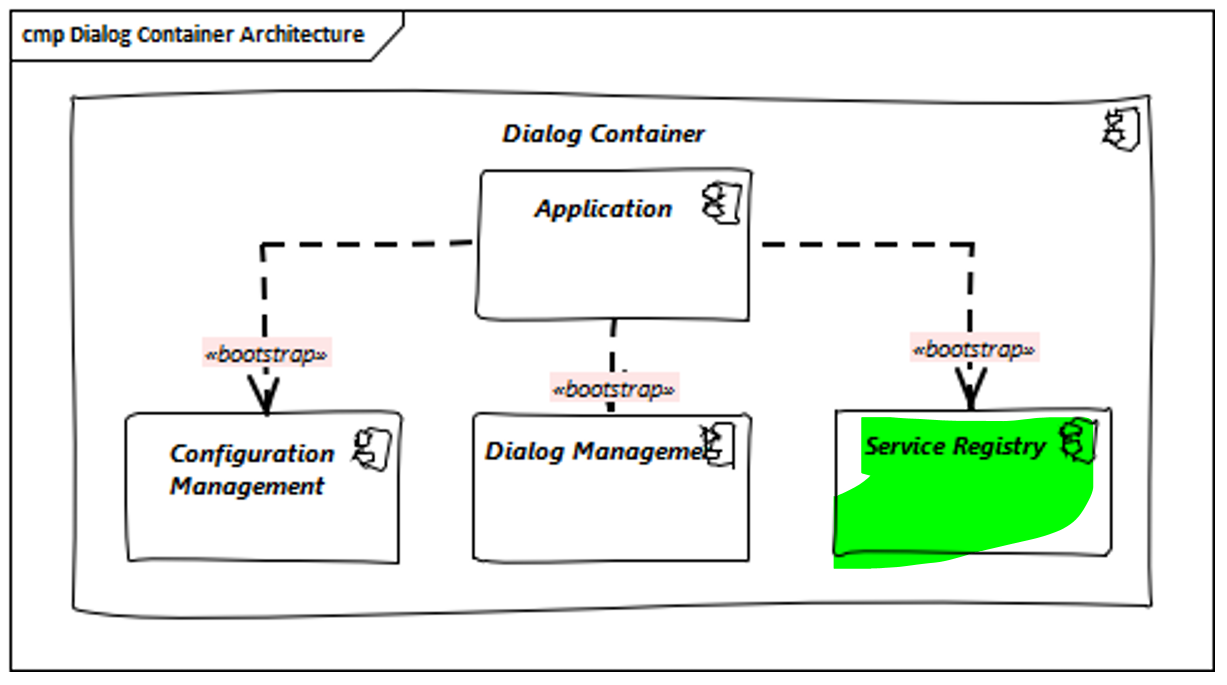 cmp Dialog Container Architecture
Dialog Container
Application
«bootstrap»
«bootstrap»
«bootstrap»
Configuration
Management
Dialog Manageme
Service Registry